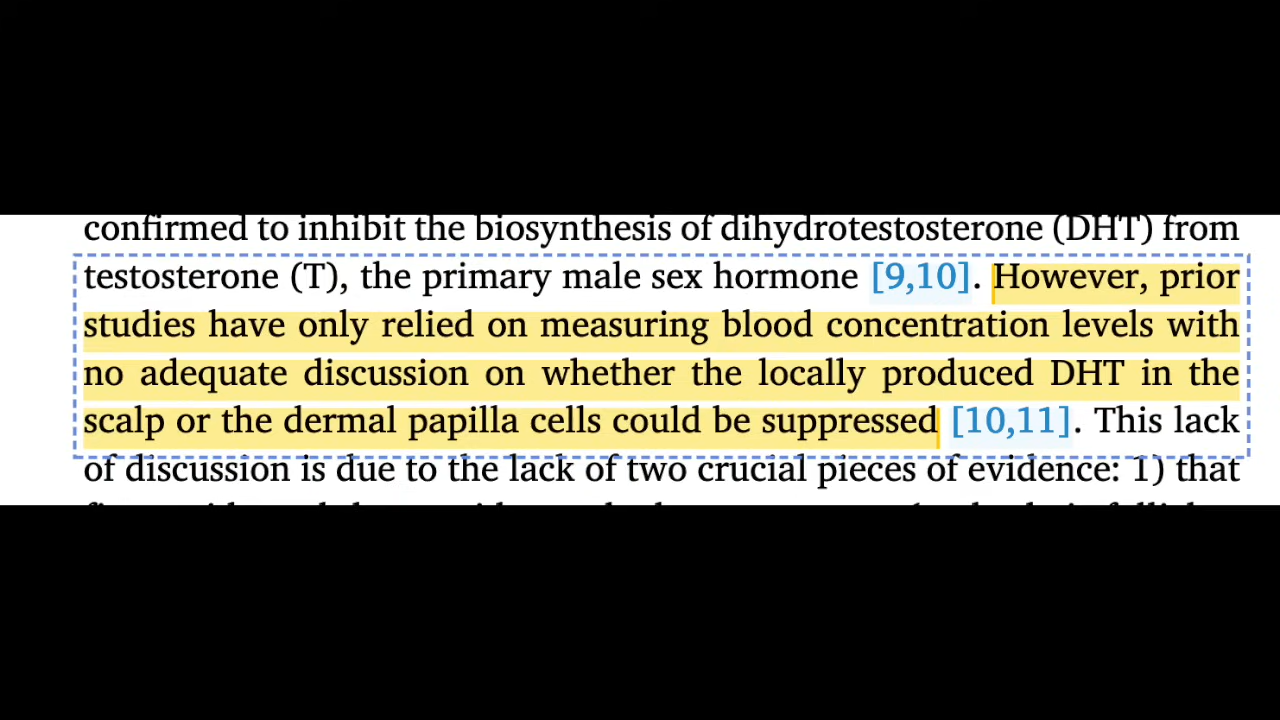 confirmed to inhibit the biosynthesis of dihydrotestosterone (DHT) from
testosterone (T), the primary male sex hormone [9,10]. However, prior
studies have only relied on measuring blood concentration levels with
no adequate discussion on whether the locally produced DHT in the
scalp or the dermal papilla cells could be suppressed [10,11]. This lack
of discussion is due to the lack of two crucial pieces of evidence: 1) that